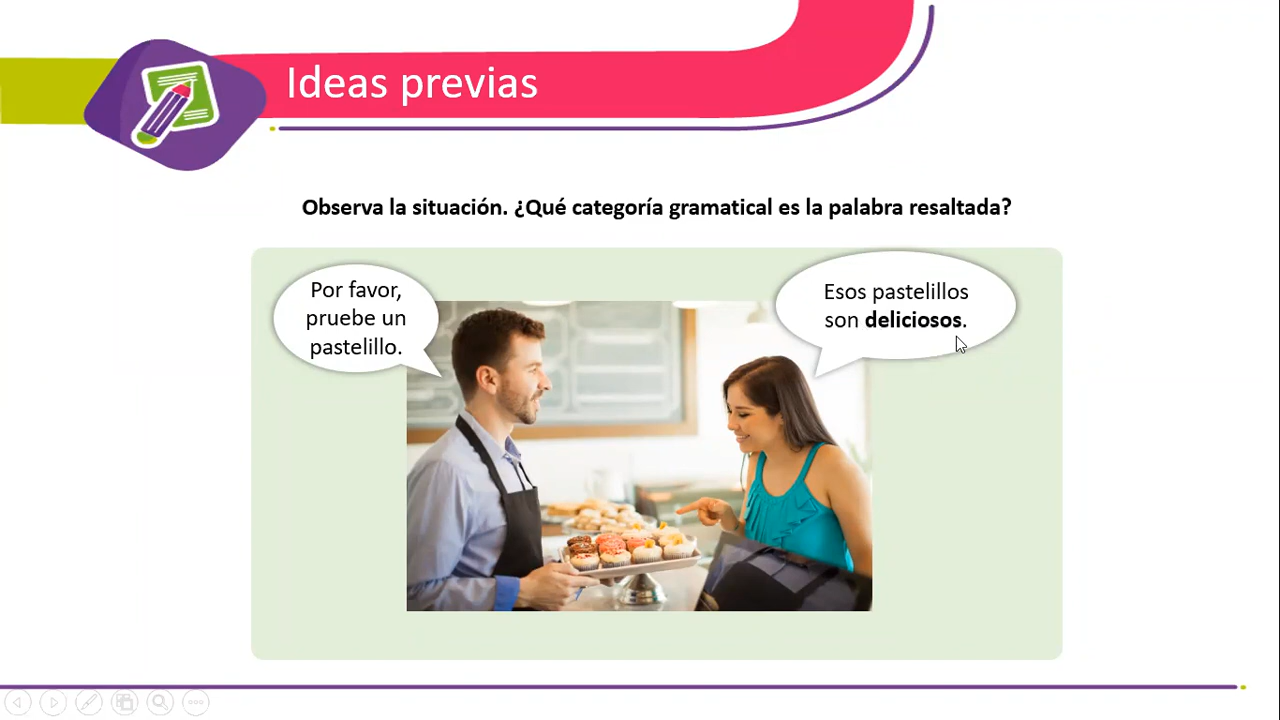 Ideas previas
Observa la situación. ¿Qué categoría gramatical es la palabra resaltada?
Por favor,
pruebe un
pastelillo.
Esos pastelillos
son deliciosos.